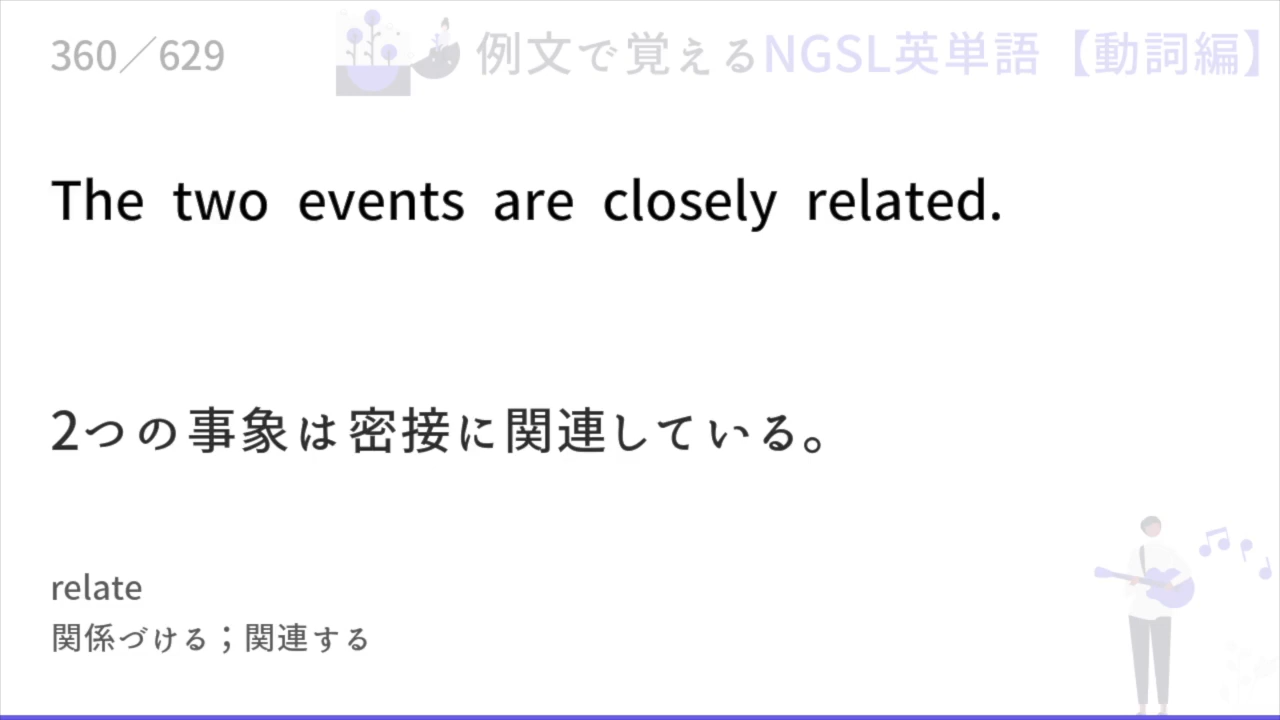 360／629
例文で覚えるNGSL英単語【動詞編】
The two events are closely related.
2つの事象は密接に関連している。
relate
関係づける；関連する